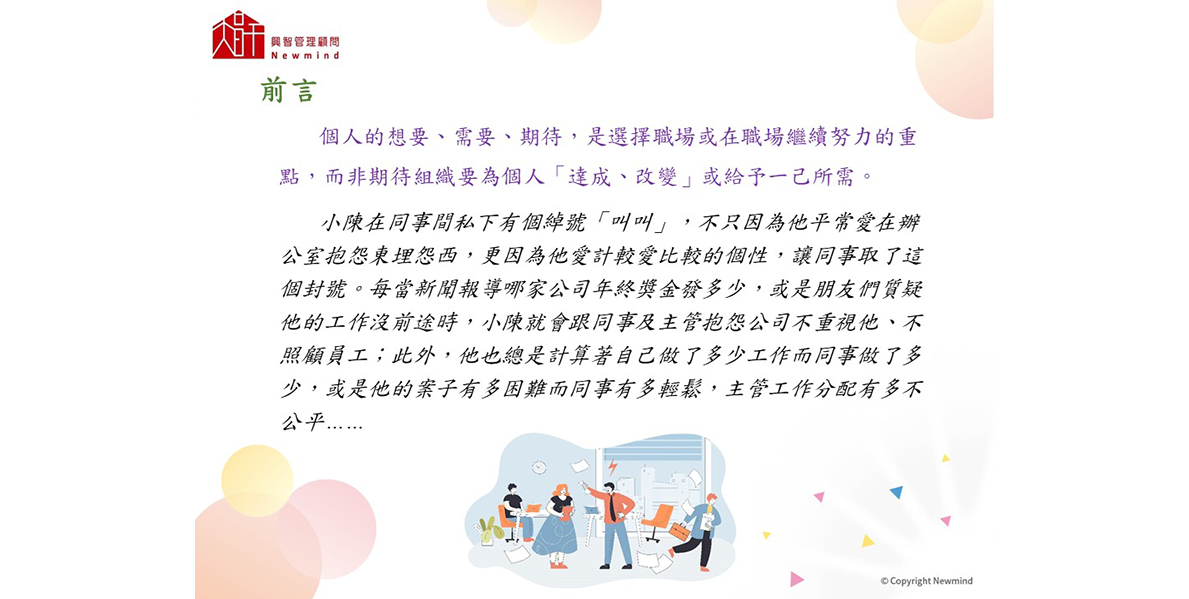 興智管理顧問
Newmind
前言
個人的想要、需要、期待，是選擇職場或在職場繼續努力的重
點，而非期待組織要為個人「達成、改變」或給予一己所需。
小陳在同事間私下有個綽號「叫叫」，不只因為他平常愛在辦
公室抱怨東埋怨西，更因為他愛計較愛比較的個性，讓同事取了這
個封號。每當新聞報導哪家公司年終獎金發多少，或是朋友們質疑
他的工作沒前途時，小陳就會跟同事及主管抱怨公司不重視他、不
照顧員工；此外，他也總是計算著自己做了多少工作而同事做了多
少，或是他的案子有多困難而同事有多輕鬆，主管工作分配有多不
公平……
© Copyright Newmind